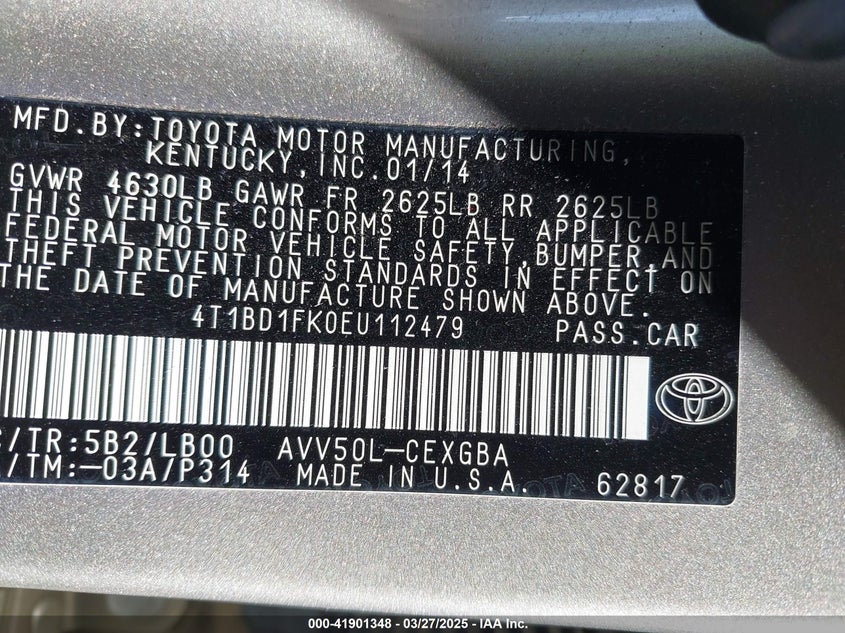 MFD. BY: TOYOTA MOTOR MANUFACTURING,
KENTUCKY, INC. 01/14
GVWR 4630LB GAWR FR 2625LB RR 2625LB
THIS VEHICLE CONFORMS TO ALL APPLICABLE
FEDERAL MOTOR VEHICLE SAFETY, BUMPER, AND
THEFT PREVENTION STANDARDS IN EFFECT ON
THE DATE OF MANUFACTURE SHOWN ABOVE.
4T1BD1FK0EU112479 PASS. CAR
/TR:5B2/LB00 AVV50L-CEXGBA
/TM:-03A/P314 MADE IN U.S.A. 62817
000-41901348 - 03/27/2025 - IAA Inc.